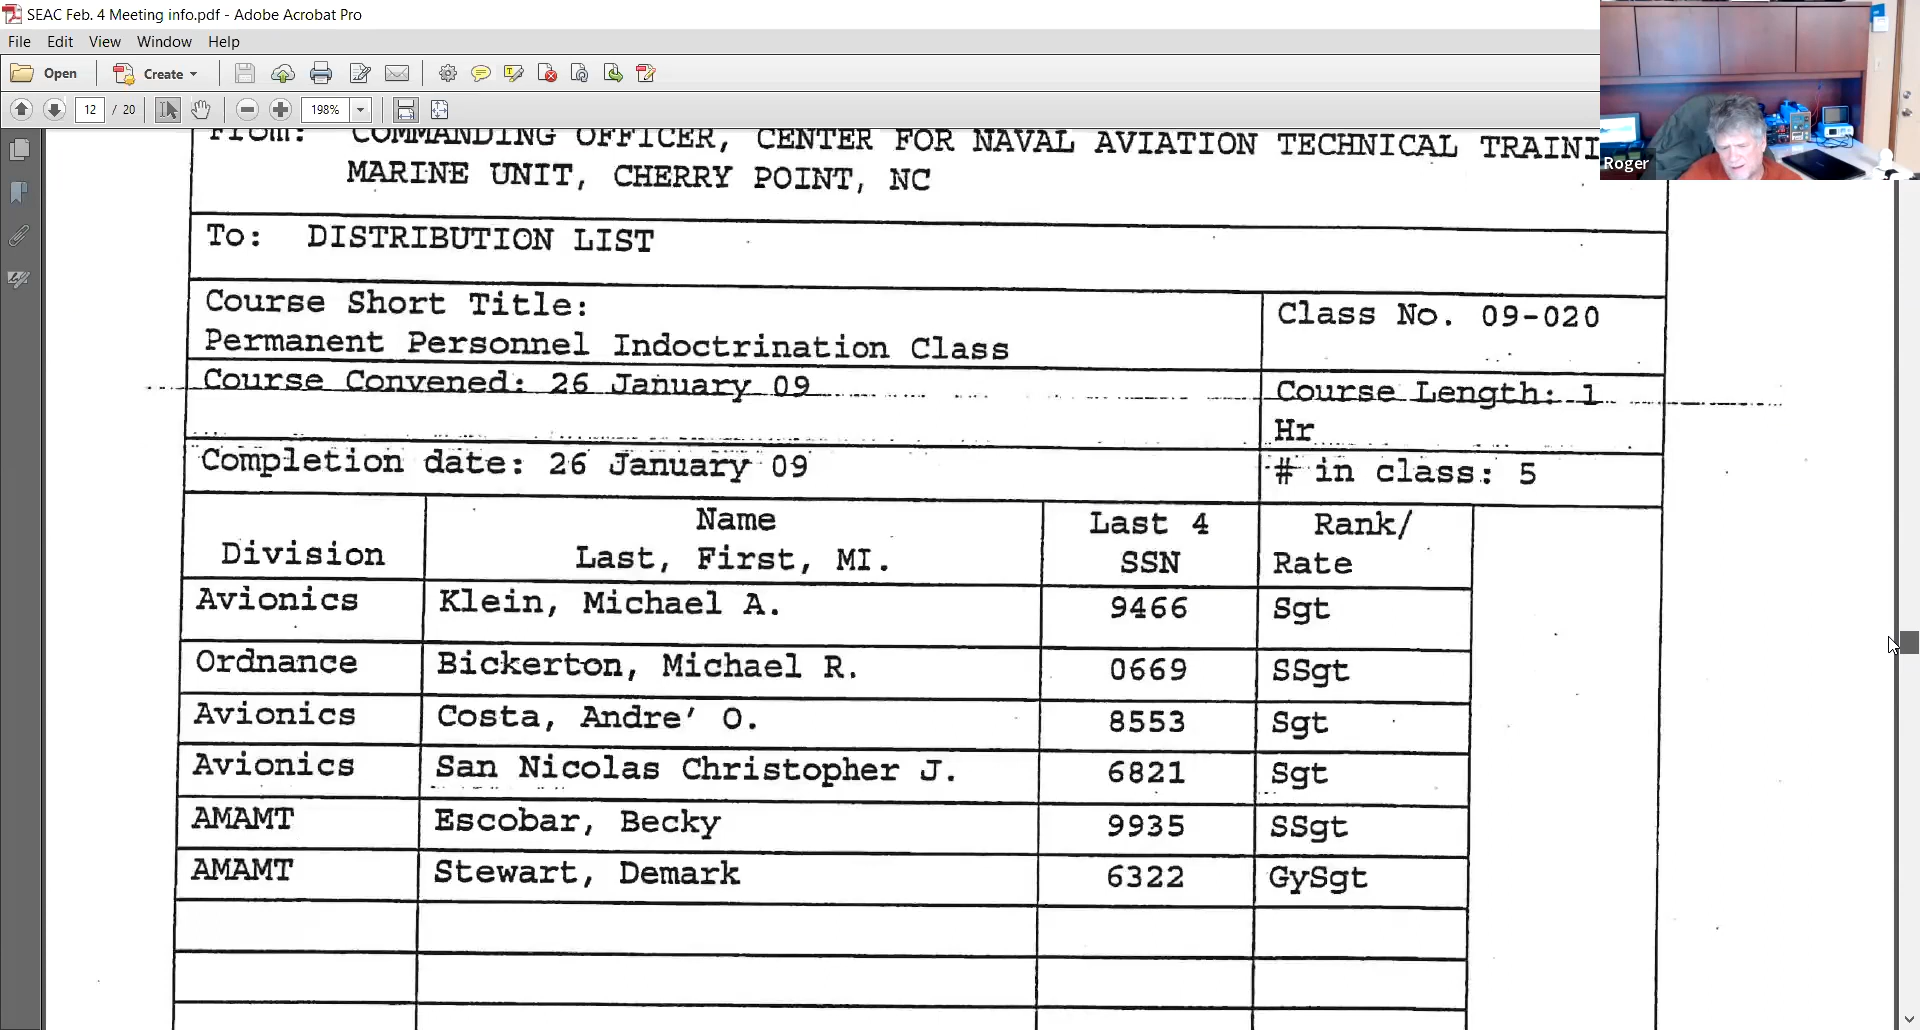 SEAC Feb. 4 Meeting info.pdf - Adobe Acrobat Pro
File Edit View Window Help
Open Create
12 / 20 198%
Roger
From: COMMANDING OFFICER, CENTER FOR NAVAL AVIATION TECHNICAL TRAINI
MARINE UNIT, CHERRY POINT, NC
To: DISTRIBUTION LIST
Course Short Title:
Permanent Personnel Indoctrination Class
Class No. 09-020
Course Convened: 26 January 09
Course Length: 1
Hr
Completion date: 26 January 09
# in class: 5
Division
Name
Last, First, MI.
Last 4
SSN
Rank/
Rate
Avionics Klein, Michael A. 9466 Sgt
Ordnance Bickerton, Michael R. 0669 SSgt
Avionics Costa, Andre' O. 8553 Sgt
Avionics San Nicolas Christopher J. 6821 Sgt
AMAMT Escobar, Becky 9935 SSgt
AMAMT Stewart, Demark 6322 GySgt